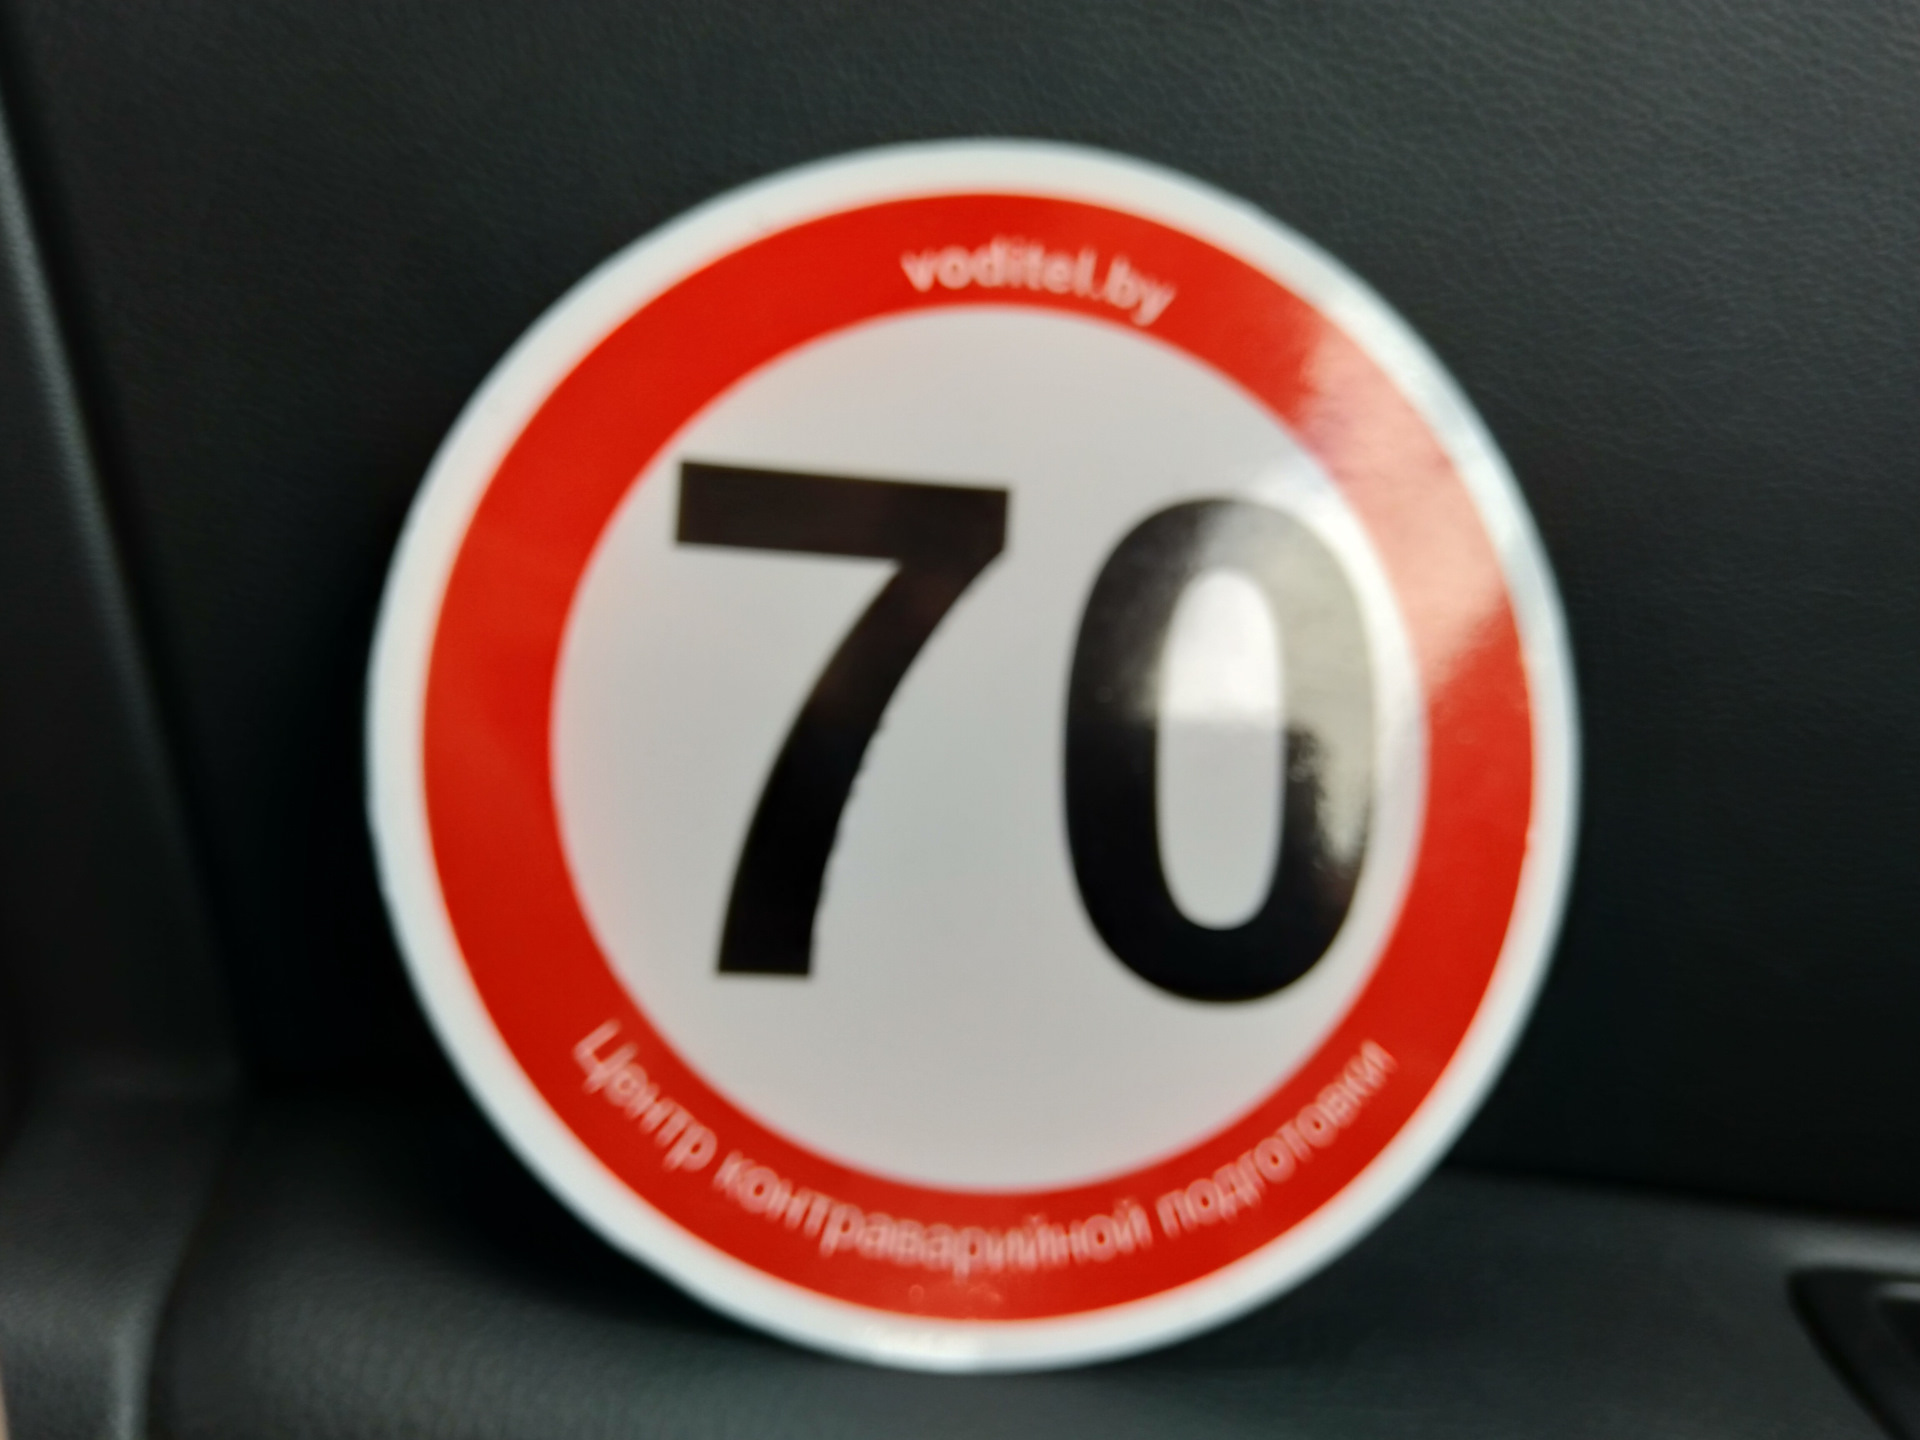 voditel.by
70
Центр контраварийной подготовки